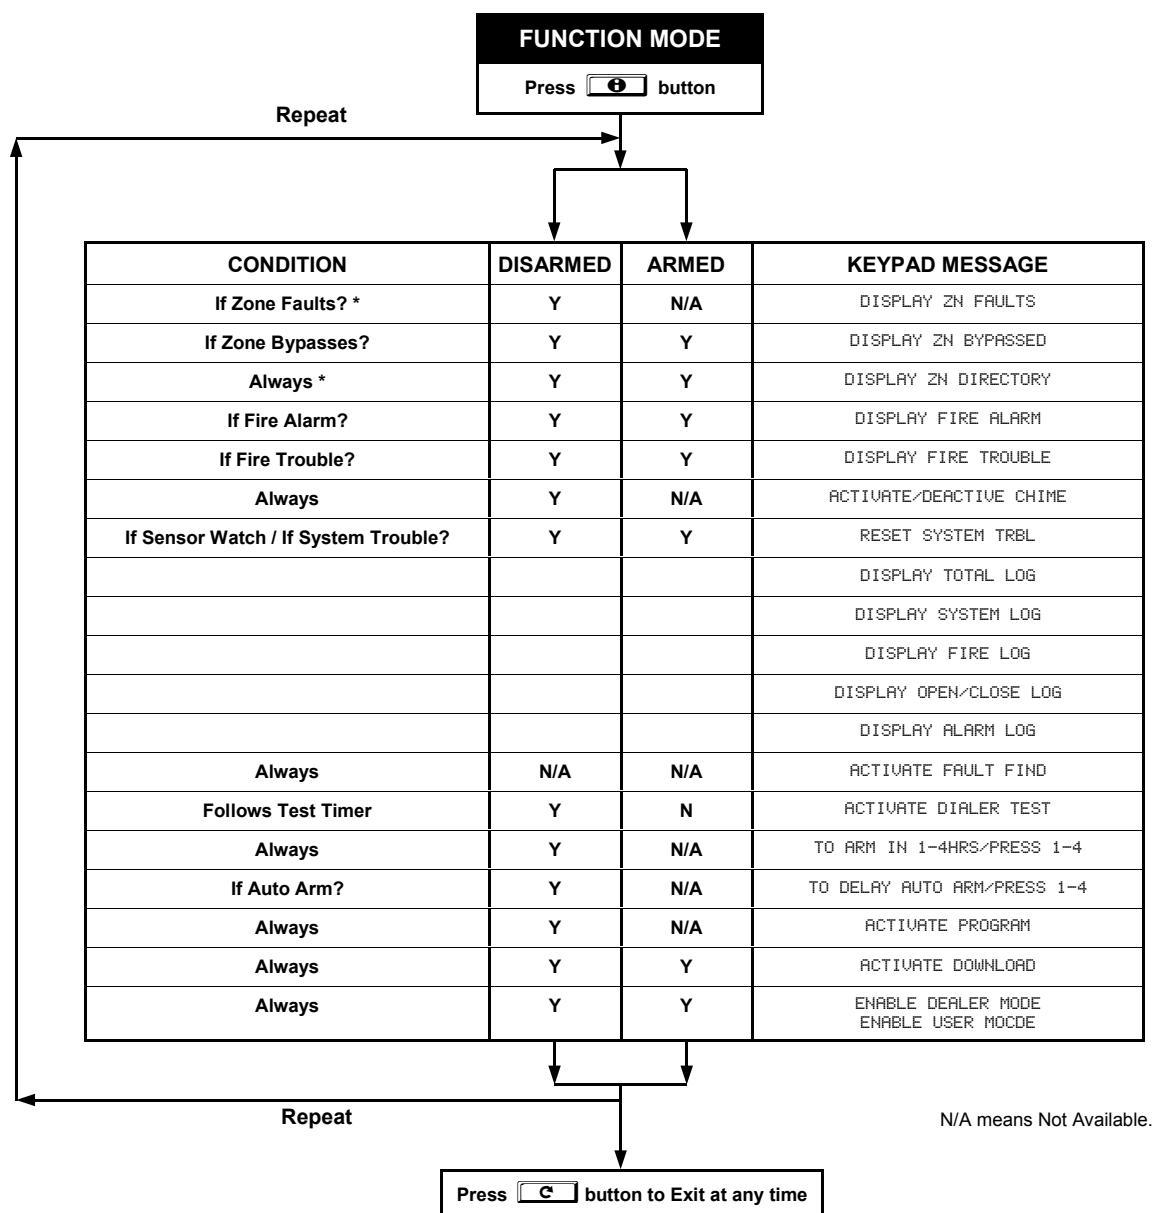 FUNCTION MODE
Press button
Repeat
CONDITION DISARMED ARMED KEYPAD MESSAGE
If Zone Faults? * Y N/A DISPLAY ZN FAULTS
If Zone Bypasses? Y Y DISPLAY ZN BYPASSED
Always * Y Y DISPLAY ZN DIRECTORY
If Fire Alarm? Y Y DISPLAY FIRE ALARM
If Fire Trouble? Y Y DISPLAY FIRE TROUBLE
Always Y N/A ACTIVATE/DEACTIVE CHIME
If Sensor Watch / If System Trouble? Y Y RESET SYSTEM TRBL
DISPLAY TOTAL LOG
DISPLAY SYSTEM LOG
DISPLAY FIRE LOG
DISPLAY OPEN/CLOSE LOG
DISPLAY ALARM LOG
Always N/A N/A ACTIVATE FAULT FIND
Follows Test Timer Y N ACTIVATE DIALER TEST
Always Y N/A TO ARM IN 1-4HRS/PRESS 1-4
If Auto Arm? Y N/A TO DELAY AUTO ARM/PRESS 1-4
Always Y N/A ACTIVATE PROGRAM
Always Y Y ACTIVATE DOWNLOAD
Always Y Y ENABLE DEALER MODE
ENABLE USER MOCDE
Repeat
N/A means Not Available.
Press C button to Exit at any time